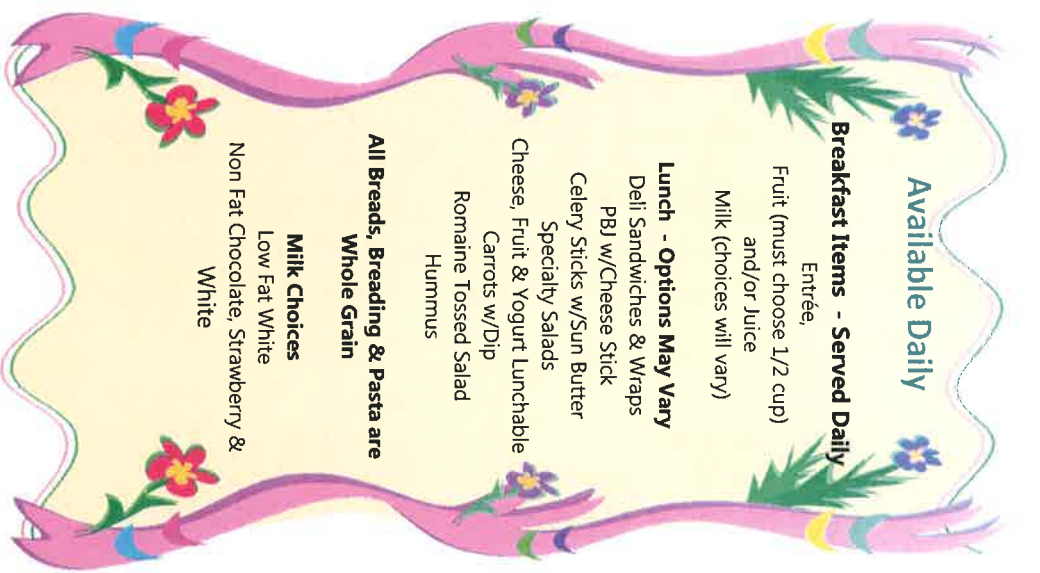 Available Daily
Breakfast Items - Served Daily
Entrée,
Fruit (must choose 1/2 cup)
and/or Juice
Milk (choices will vary)
Lunch - Options May Vary
Deli Sandwiches & Wraps
PBJ w/Cheese Stick
Celery Sticks w/Sun Butter
Specialty Salads
Cheese, Fruit & Yogurt Lunchable
Carrots w/Dip
Romaine Tossed Salad
Hummus
All Breads, Breading & Pasta are
Whole Grain
Milk Choices
Low Fat White
Non Fat Chocolate, Strawberry &
White